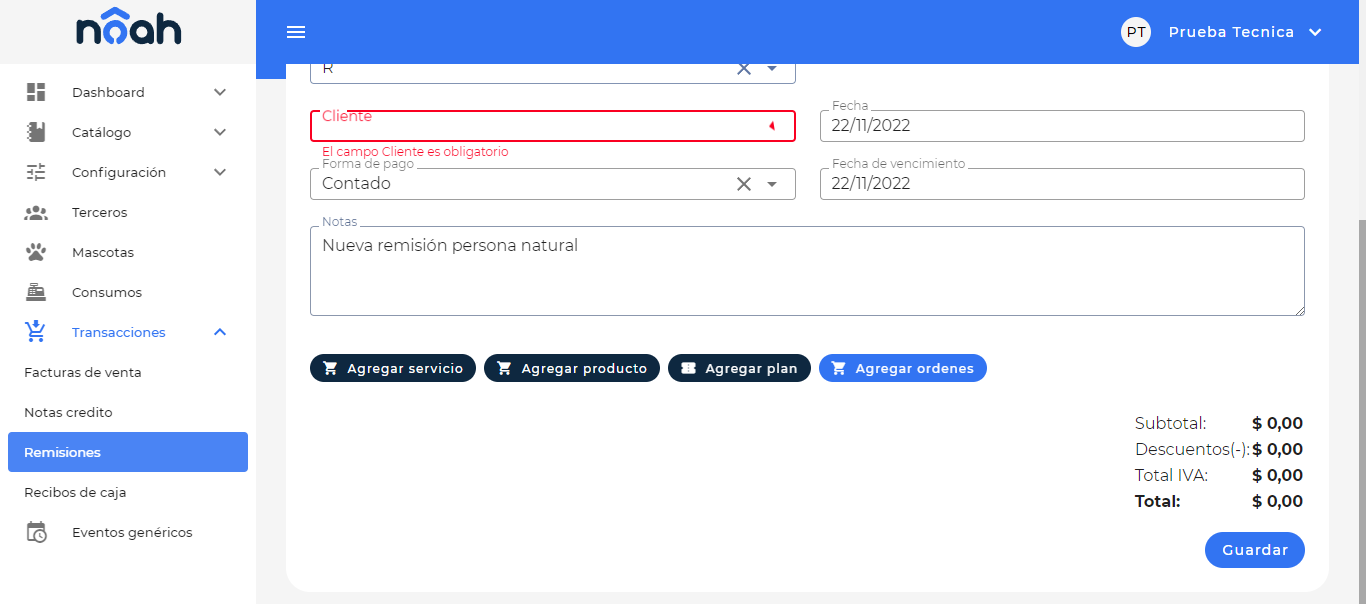 noah
PT Prueba Tecnica
Dashboard
Catálogo
Configuración
Terceros
Mascotas
Consumos
Transacciones
Facturas de venta
Notas credito
Remisiones
Recibos de caja
Eventos genéricos
R
Cliente
El campo Cliente es obligatorio
Fecha
22/11/2022
Forma de pago
Contado
Fecha de vencimiento
22/11/2022
Notas
Nueva remisión persona natural
Agregar servicio
Agregar producto
Agregar plan
Agregar ordenes
Subtotal: $ 0,00
Descuentos(-): $ 0,00
Total IVA: $ 0,00
Total: $ 0,00
Guardar